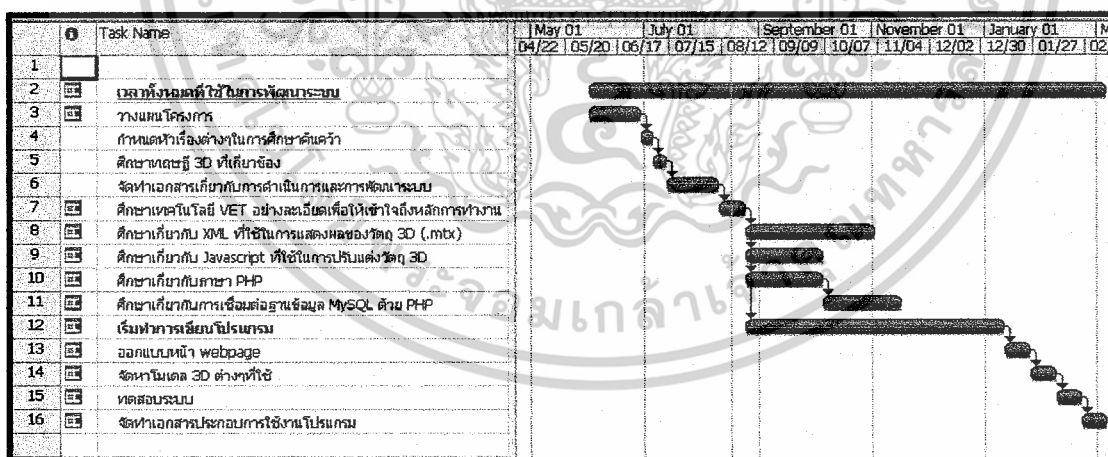 Task Name
May 01 July 01 September 01 November 01 January 01 M
04/22 05/20 06/17 07/15 08/12 09/09 10/07 11/04 12/02 12/30 01/27 02
1
2 เวลาทั้งหมดที่ใช้ในการพัฒนาระบบ
3 วางแผนโครงการ
4 กำหนดหัวเรื่องต่างๆในการศึกษาค้นคว้า
5 ศึกษาทฤษฎี 3D ที่เกี่ยวข้อง
6 จัดทำเอกสารเกี่ยวกับการดำเนินการและการพัฒนาระบบ
7 ศึกษาเทคโนโลยี VET อย่างละเอียดเพื่อให้เข้าใจถึงหลักการทำงาน
8 ศึกษาเกี่ยวกับ XML ที่ใช้ในการแสดงผลของวัตถุ 3D (.mtx)
9 ศึกษาเกี่ยวกับ Javascript ที่ใช้ในการปรับแต่งวัตถุ 3D
10 ศึกษาเกี่ยวกับภาษา PHP
11 ศึกษาเกี่ยวกับการเชื่อมต่อฐานข้อมูล MySQL ด้วย PHP
12 เริ่มทำการเขียนโปรแกรม
13 ออกแบบหน้า webpage
14 จัดหาโมเดล 3D ต่างๆที่ใช้
15 ทดสอบระบบ
16 จัดทำเอกสารประกอบการใช้งานโปรแกรม